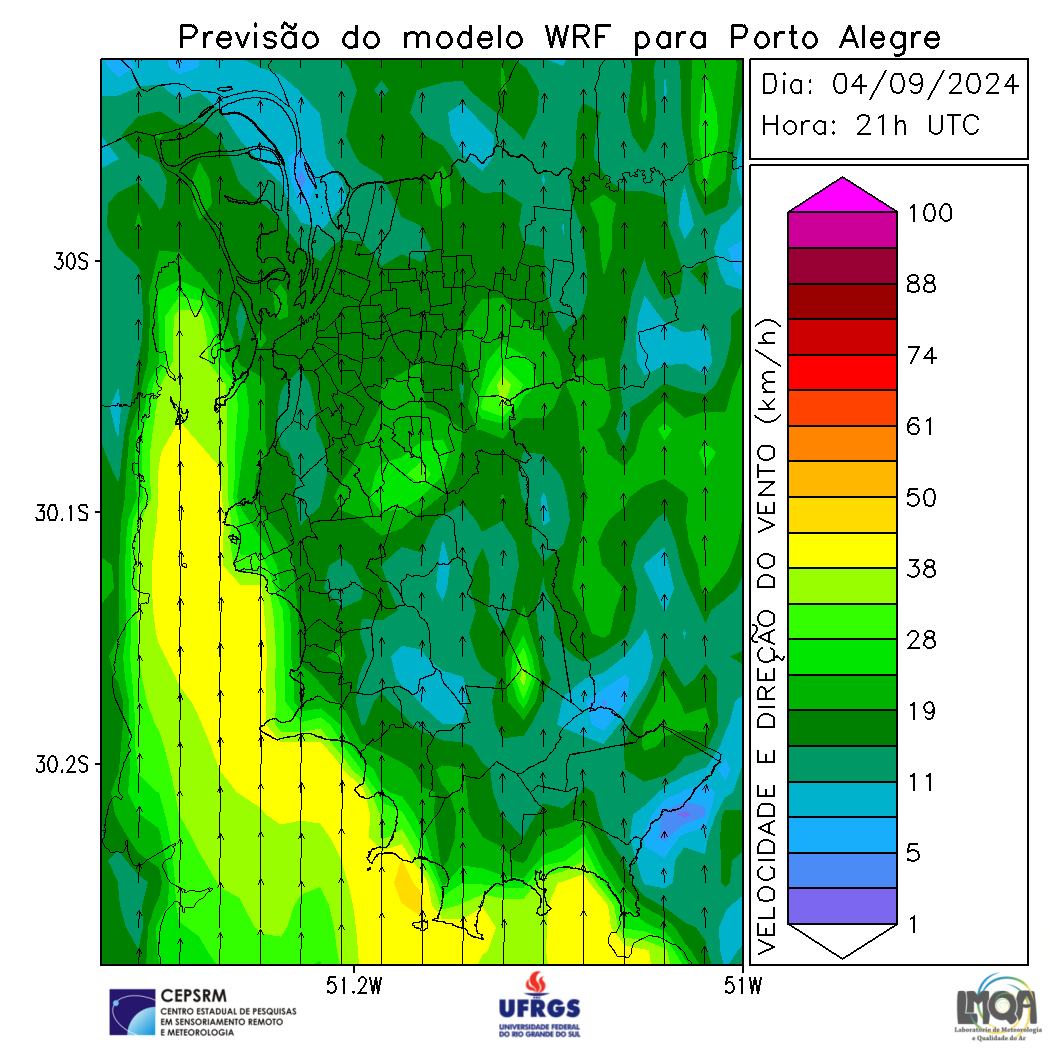 Previsão do modelo WRF para Porto Alegre
Dia: 04/09/2024
Hora: 21h UTC
30S
30.1S
30.2S
51.2W
51W
VELOCIDADE E DIREÇÃO DO VENTO (km/h)
100
88
74
61
50
38
28
19
11
5
1
CEPSRM
CENTRO ESTADUAL DE PESQUISAS
EM SENSORIAMENTO REMOTO
E METEOROLOGIA
UFRGS
UNIVERSIDADE FEDERAL
DO RIO GRANDE DO SUL
LMQA
Laboratório de Meteorologia
e Qualidade do Ar